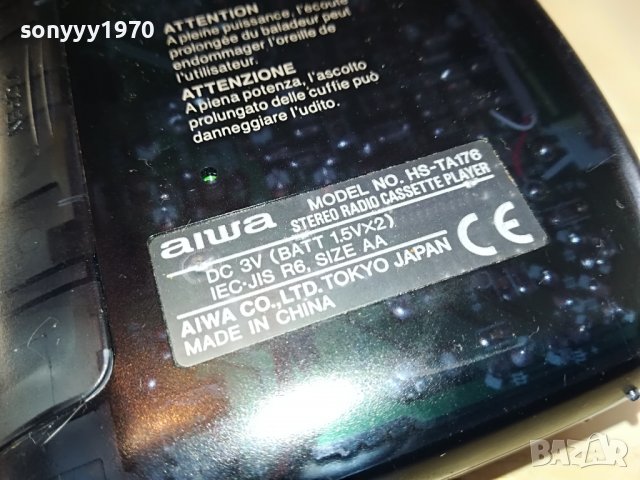 sonyyy1970
ATTENTION
A pleine puissance, l'écoute
prolongée du baladeur peut
endommager l'oreille de
l'utilisateur.
ATTENZIONE
A piena potenza, l'ascolto
prolungato delle cuffie può
danneggiare l'udito.
aiwa MODEL NO. HS-TA176
STEREO RADIO CASSETTE PLAYER
DC 3V (BATT 1.5V×2)
IEC-JIS R6, SIZE AA
AIWA CO.,LTD. TOKYO JAPAN
MADE IN CHINA
CE
BAZAR